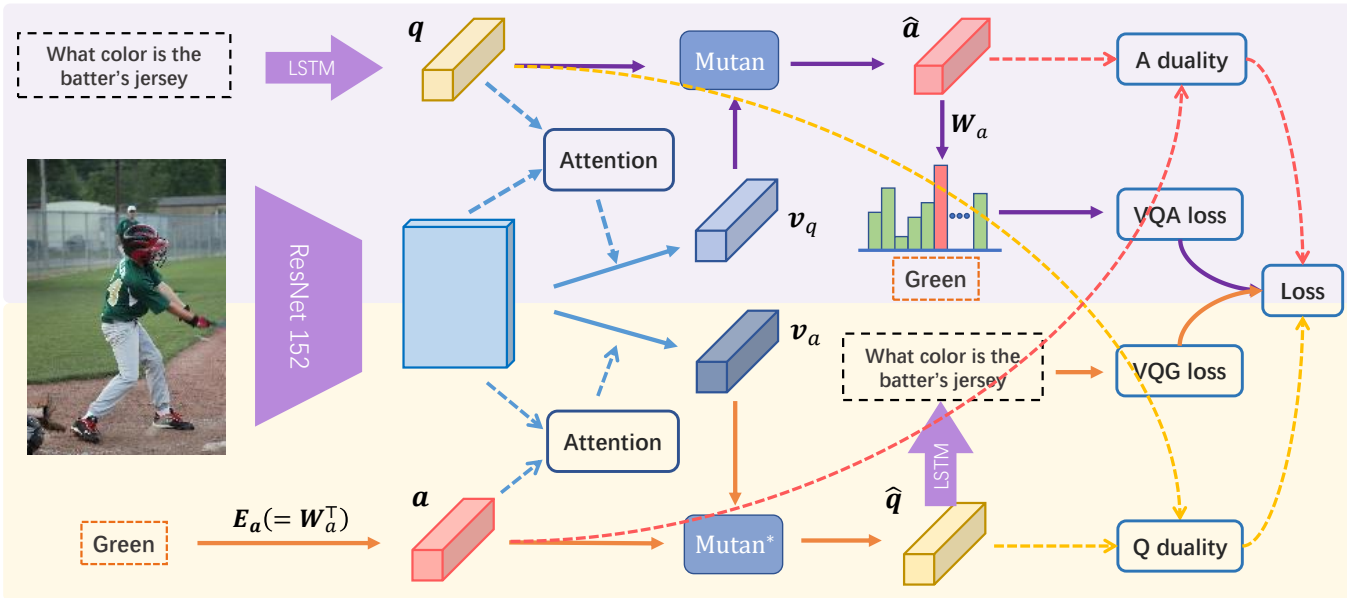 What color is the
batter's jersey
LSTM
q
Mutan
â
A duality
W_a
Attention
ResNet 152
v_q
VQA loss
Green
Loss
v_a
What color is the
batter's jersey
VQG loss
Attention
LSTM
Green
E_a(= W_a^⊤)
a
Mutan*
q̂
Q duality